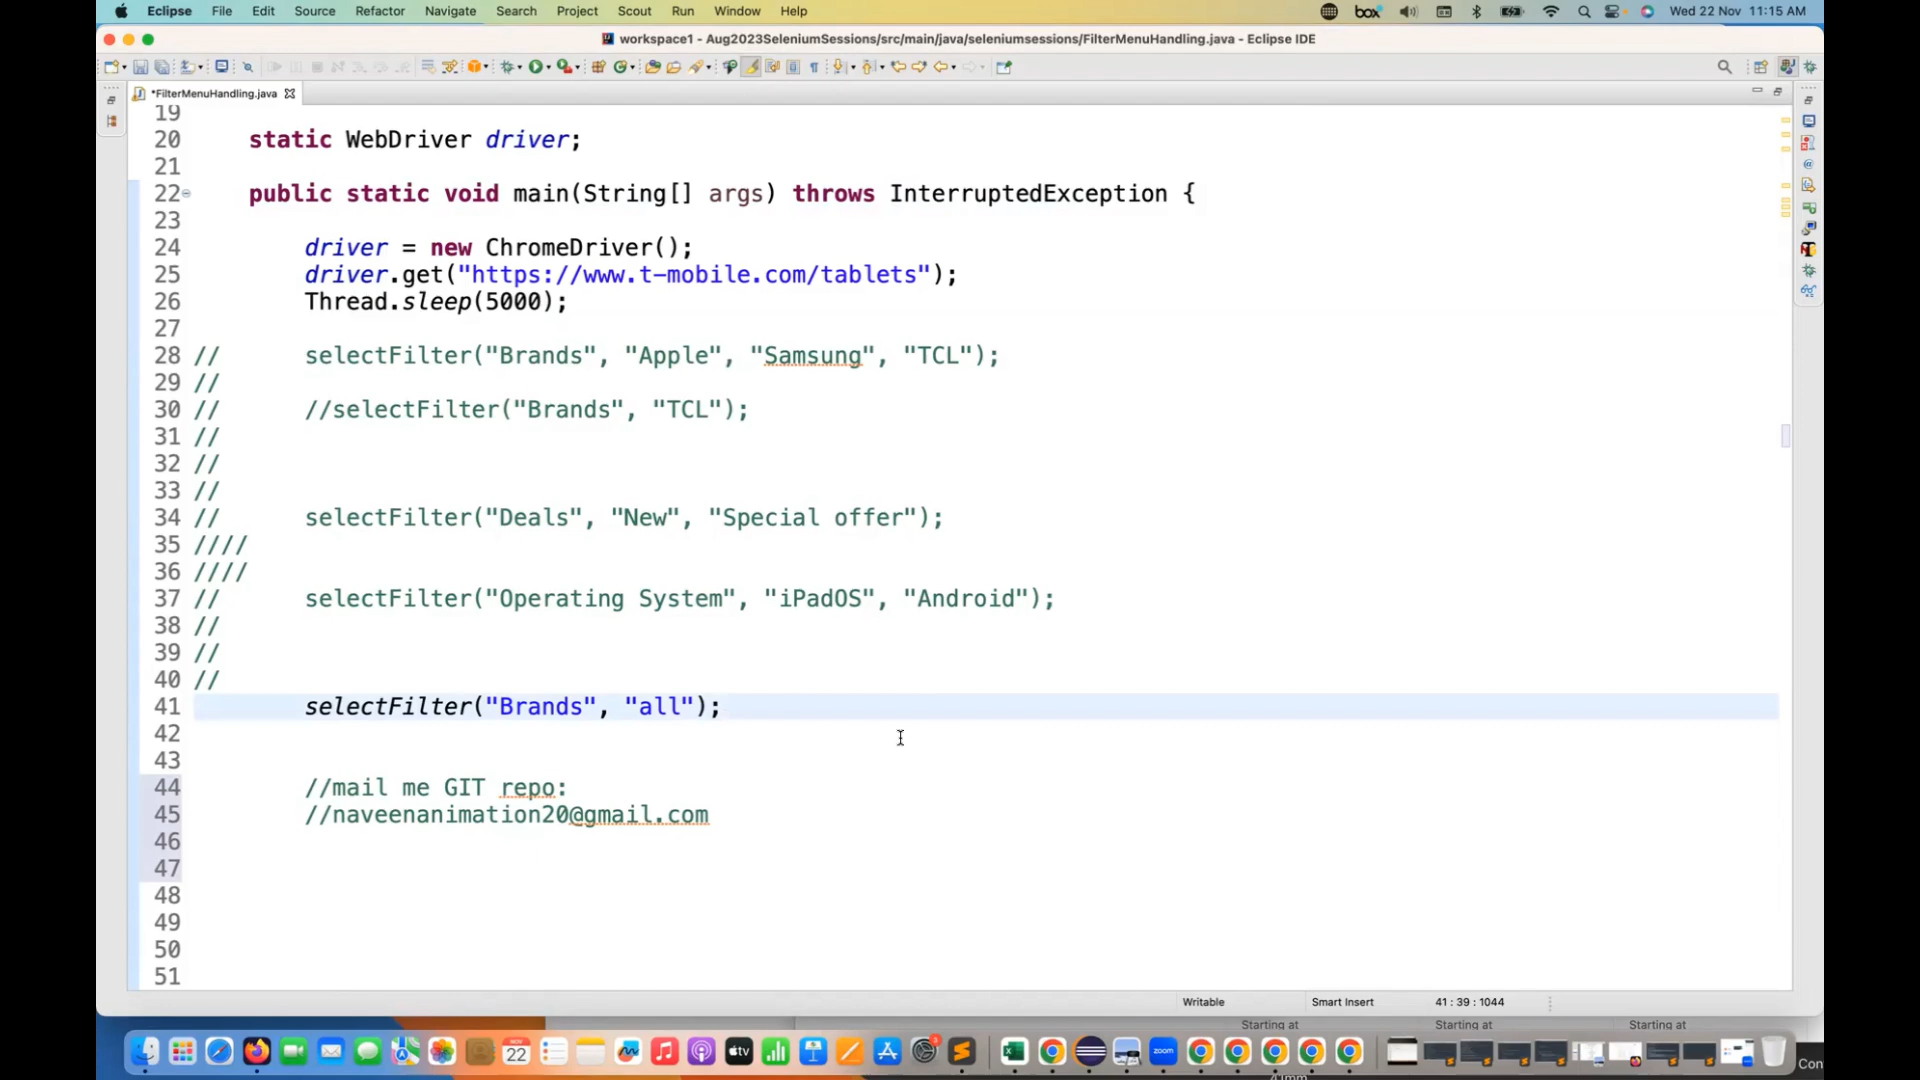 Eclipse File Edit Source Refactor Navigate Search Project Scout Run Window Help box Wed 22 Nov 11:15 AM
workspace1 - Aug2023SeleniumSessions/src/main/java/seleniumsessions/FilterMenuHandling.java - Eclipse IDE
*FilterMenuHandling.java
19
20 static WebDriver driver;
21
22 public static void main(String[] args) throws InterruptedException {
23
24 driver = new ChromeDriver();
25 driver.get("https://www.t-mobile.com/tablets");
26 Thread.sleep(5000);
27
28 // selectFilter("Brands", "Apple", "Samsung", "TCL");
29 //
30 // //selectFilter("Brands", "TCL");
31 //
32 //
33 //
34 // selectFilter("Deals", "New", "Special offer");
35 ////
36 ////
37 // selectFilter("Operating System", "iPadOS", "Android");
38 //
39 //
40 //
41 selectFilter("Brands", "all");
42
43
44 //mail me GIT repo:
45 //naveenanimation20@gmail.com
46
47
48
49
50
51
Writable Smart Insert 41 : 39 : 1044
Starting at Starting at Starting at
NOV
22 tv zoom
Con